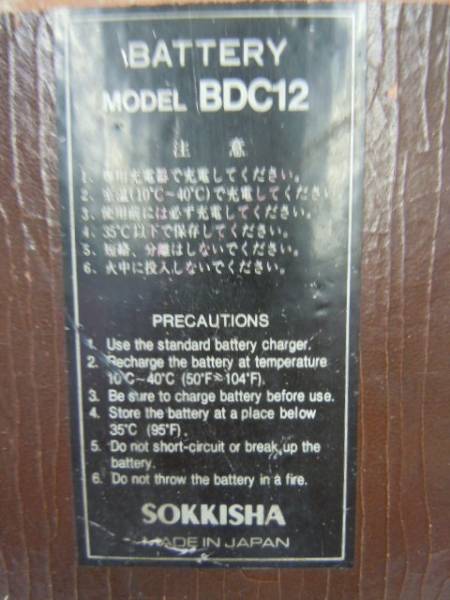 BATTERY
MODEL BDC12
注 意
1、専用充電器で充電してください。
2、室温(10℃~40℃)で充電してください
3、使用前には必ず充電してください。
4、35℃以下で保存してください。
5、短絡、分離はしないでください。
6、火中に投入しないでください。
PRECAUTIONS
1. Use the standard battery charger.
2. Recharge the battery at temperature
10°C~40°C (50°F~104°F).
3. Be sure to charge battery before use.
4. Store the battery at a place below
35°C (95°F).
5. Do not short-circuit or break up the
battery.
6. Do not throw the battery in a fire.
SOKKISHA
MADE IN JAPAN